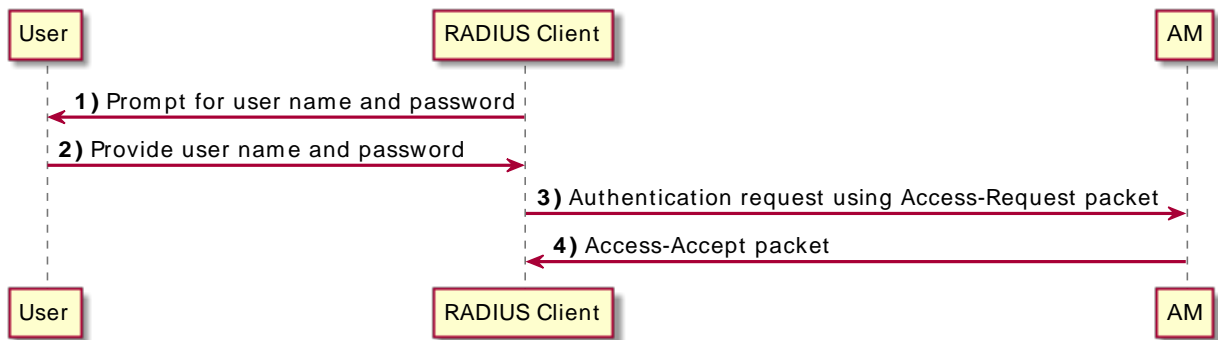 User
RADIUS Client
AM
1) Prompt for user name and password
2) Provide user name and password
3) Authentication request using Access-Request packet
4) Access-Accept packet
User
RADIUS Client
AM